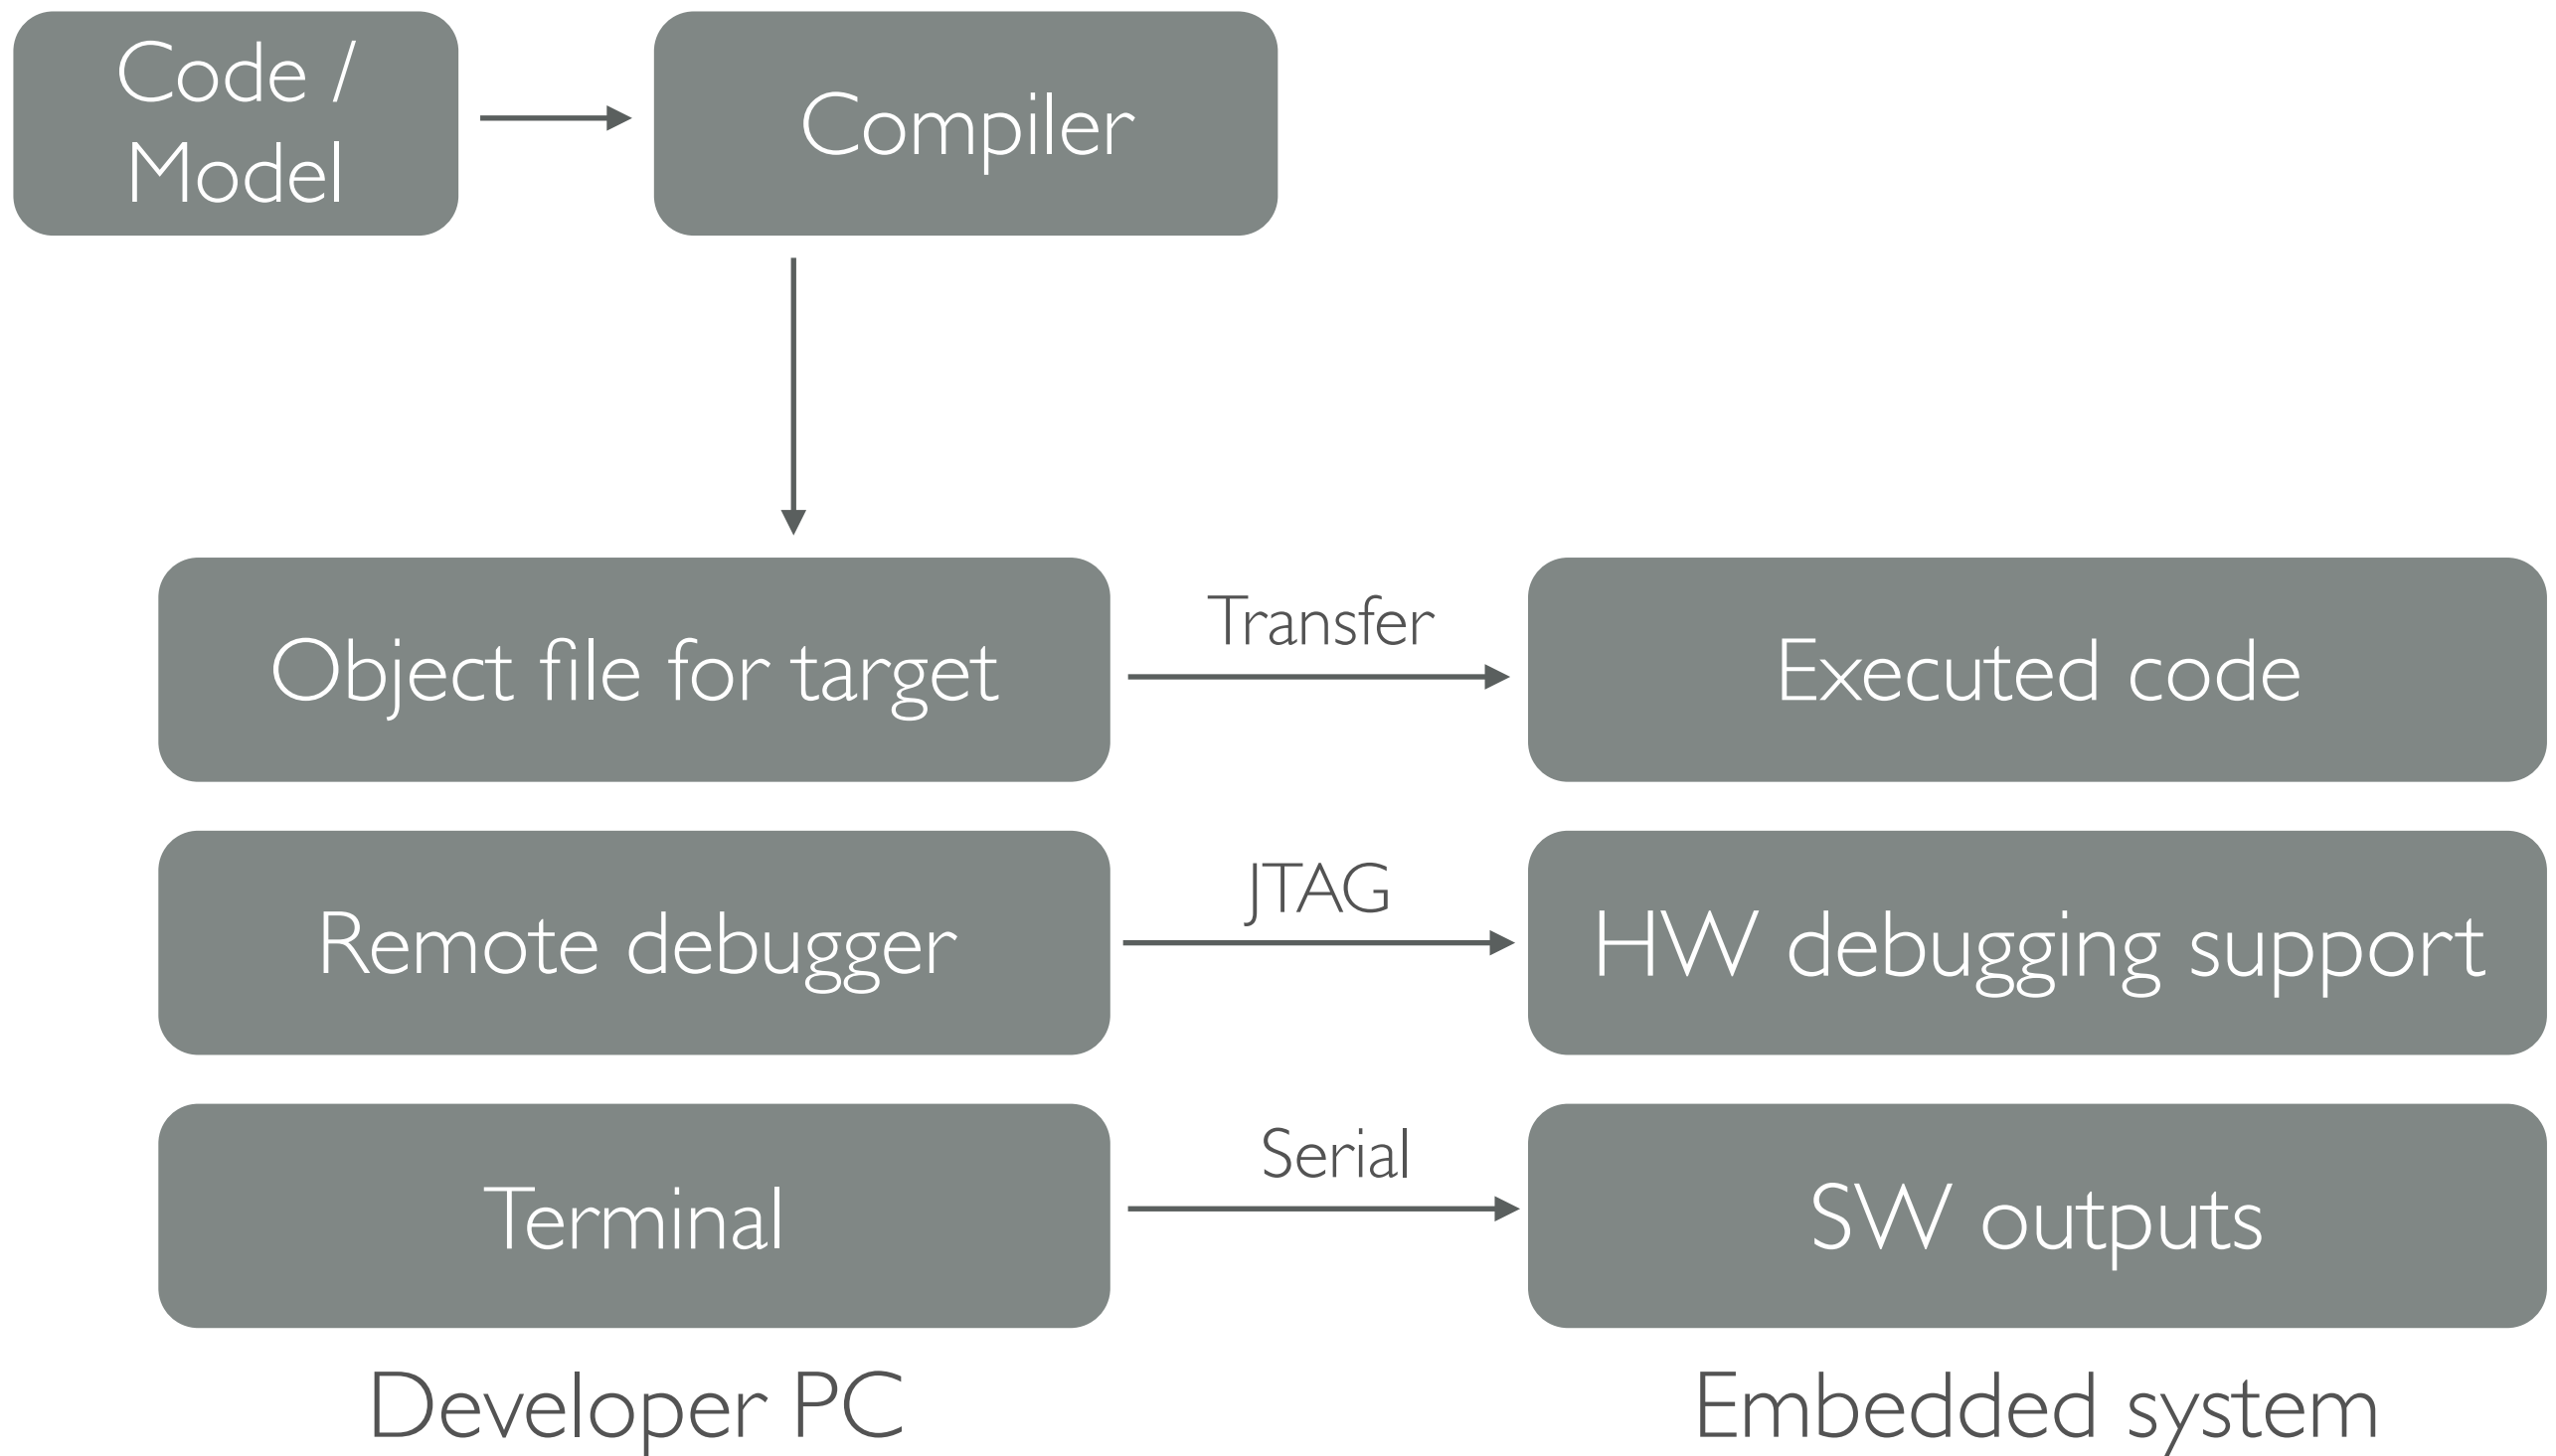 Code /
Model
Compiler
Object file for target
Transfer
Executed code
Remote debugger
JTAG
HW debugging support
Terminal
Serial
SW outputs
Developer PC
Embedded system